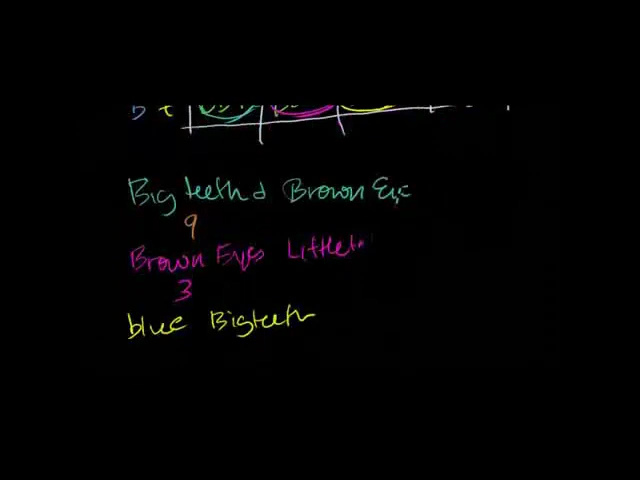 b t
Big teeth & Brown Eye
9
Brown Eyes Little
3
blue Big teeth